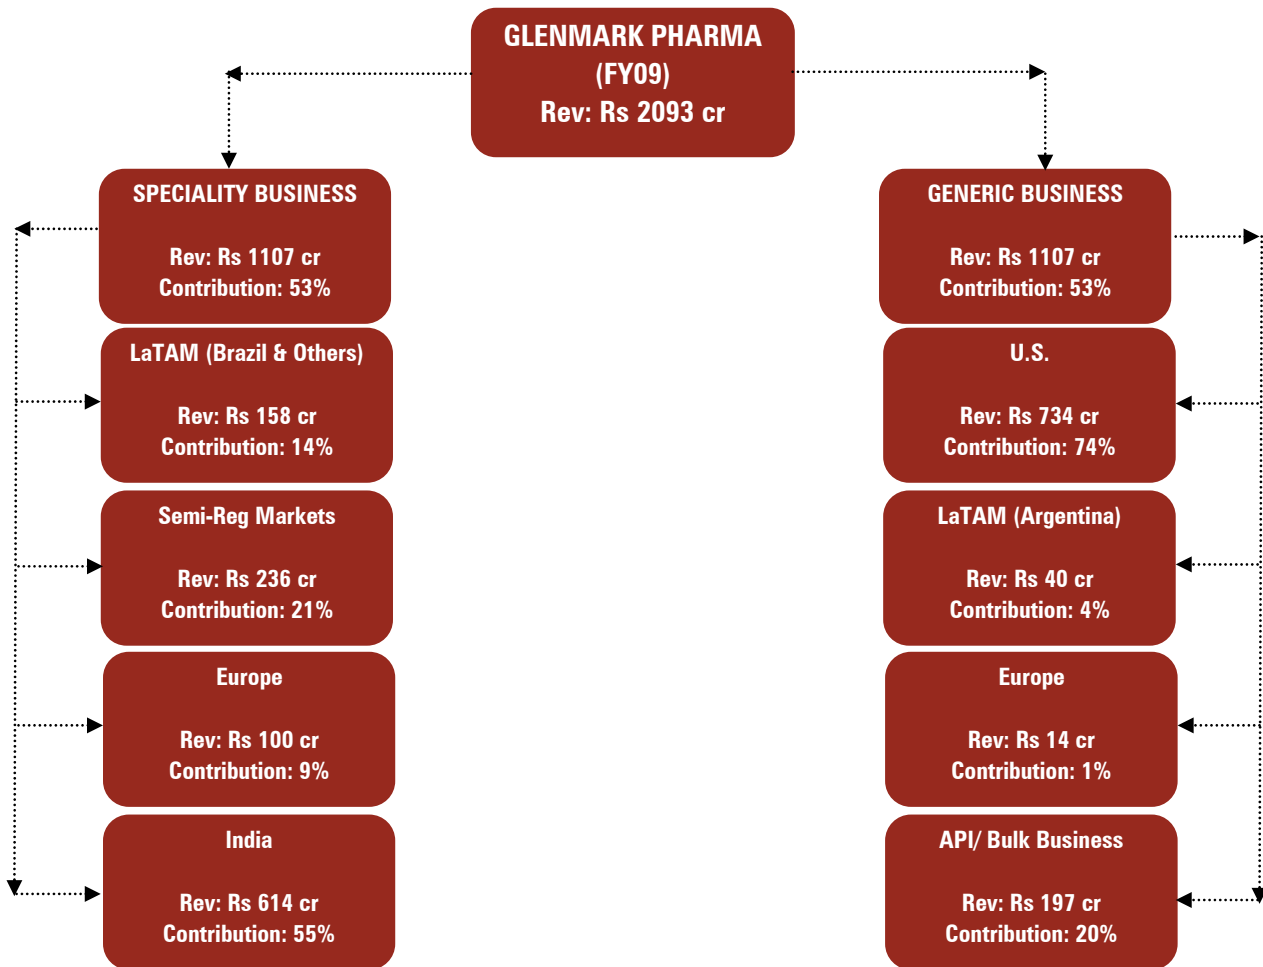 GLENMARK PHARMA
(FY09)
Rev: Rs 2093 cr
SPECIALITY BUSINESS
Rev: Rs 1107 cr
Contribution: 53%
LaTAM (Brazil & Others)
Rev: Rs 158 cr
Contribution: 14%
Semi-Reg Markets
Rev: Rs 236 cr
Contribution: 21%
Europe
Rev: Rs 100 cr
Contribution: 9%
India
Rev: Rs 614 cr
Contribution: 55%
GENERIC BUSINESS
Rev: Rs 1107 cr
Contribution: 53%
U.S.
Rev: Rs 734 cr
Contribution: 74%
LaTAM (Argentina)
Rev: Rs 40 cr
Contribution: 4%
Europe
Rev: Rs 14 cr
Contribution: 1%
API/ Bulk Business
Rev: Rs 197 cr
Contribution: 20%